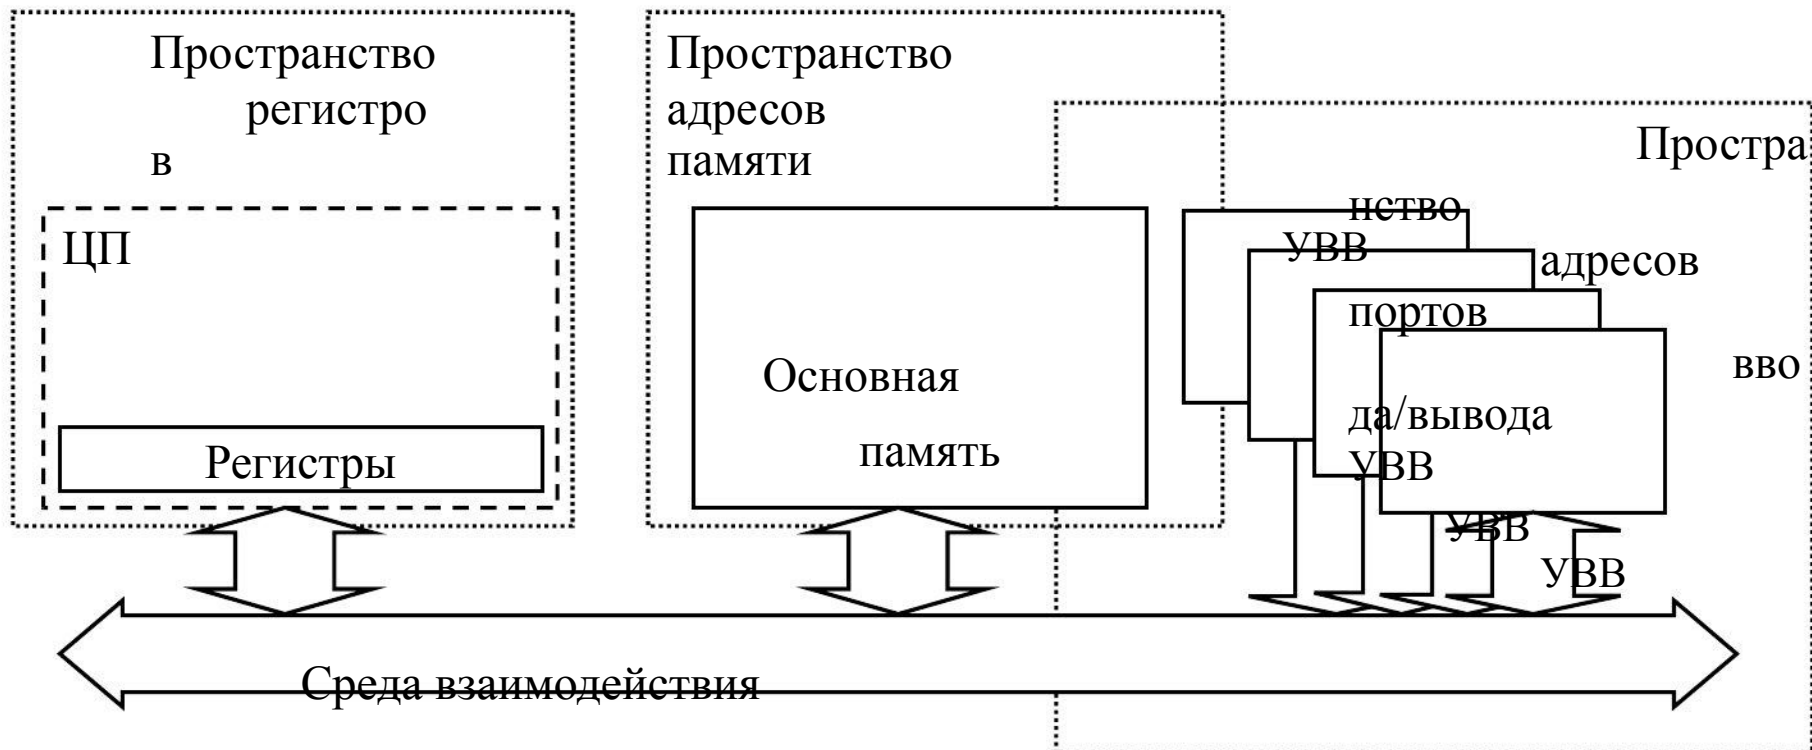 Пространство
регистро
в
ЦП
Регистры
Пространство
адресов
памяти
Основная
память
Простра
нство
УВВ
адресов
портов
вво
да/вывода
УВВ
УВВ
УВВ
Среда взаимодействия